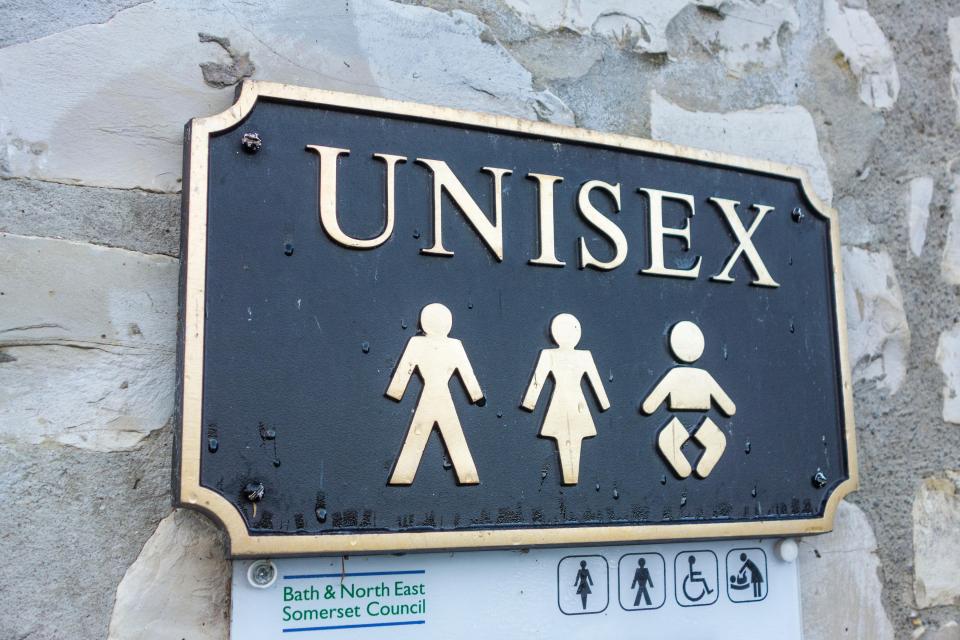 UNISEX
Bath & North East
Somerset Council